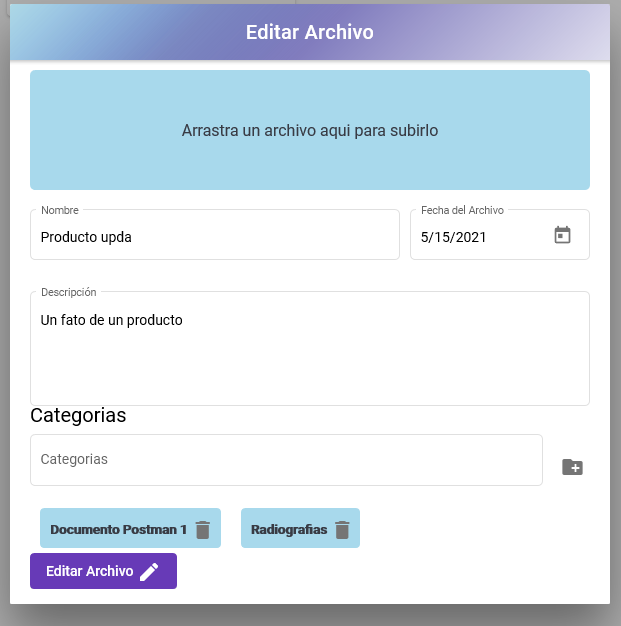 Editar Archivo
Arrastra un archivo aqui para subirlo
Nombre
Producto upda
Fecha del Archivo
5/15/2021
Descripción
Un fato de un producto
Categorias
Categorias
Documento Postman 1
Radiografias
Editar Archivo